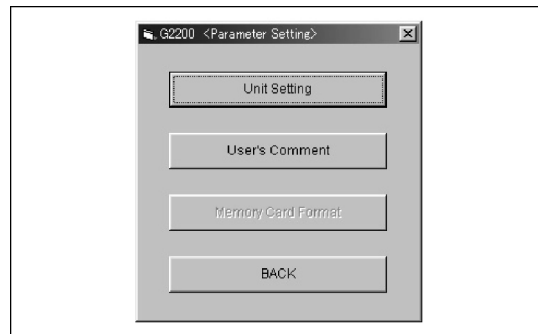 G2200 <Parameter Setting>
Unit Setting
User's Comment
Memory Card Format
BACK